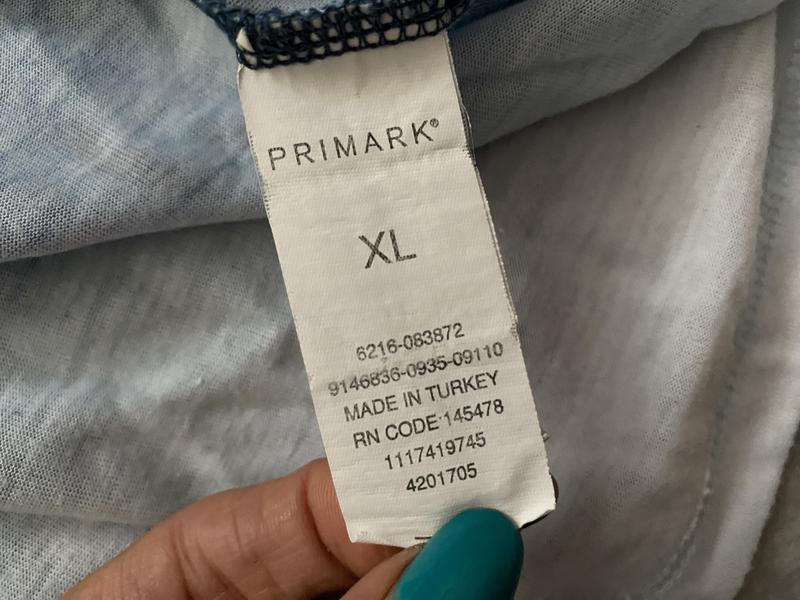 PRIMARK®
XL
6216-083872
9146836-0935-09110
MADE IN TURKEY
RN CODE:145478
1117419745
4201705